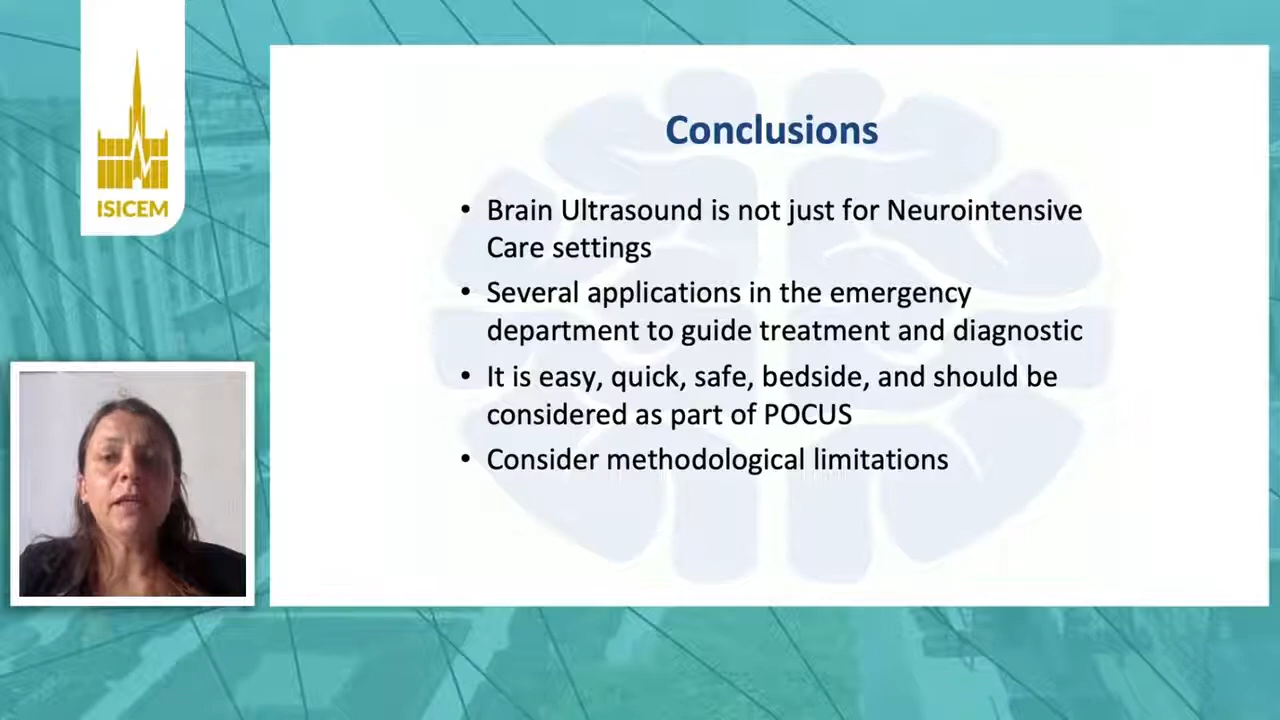 ISICEM
Conclusions
• Brain Ultrasound is not just for Neurointensive
Care settings
• Several applications in the emergency
department to guide treatment and diagnostic
• It is easy, quick, safe, bedside, and should be
considered as part of POCUS
• Consider methodological limitations